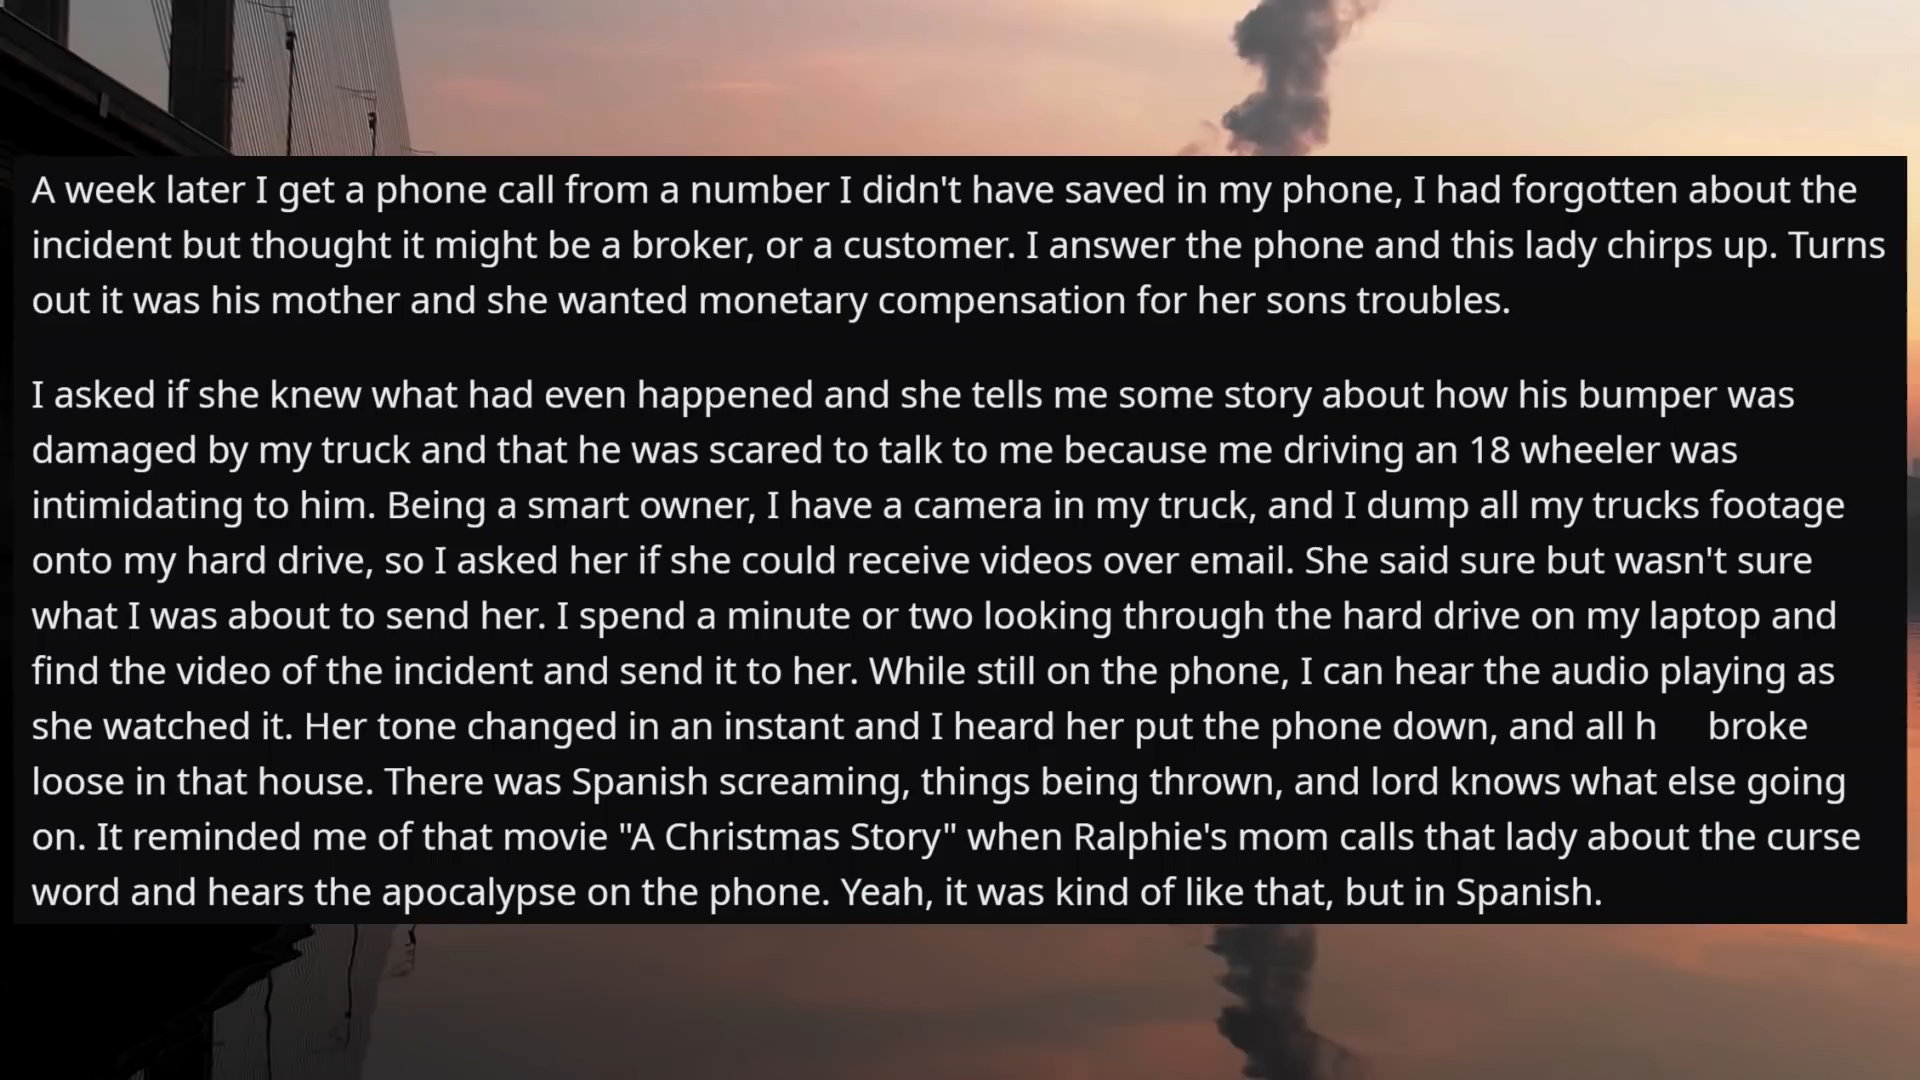 A week later I get a phone call from a number I didn't have saved in my phone, I had forgotten about the
incident but thought it might be a broker, or a customer. I answer the phone and this lady chirps up. Turns
out it was his mother and she wanted monetary compensation for her sons troubles.
I asked if she knew what had even happened and she tells me some story about how his bumper was
damaged by my truck and that he was scared to talk to me because me driving an 18 wheeler was
intimidating to him. Being a smart owner, I have a camera in my truck, and I dump all my trucks footage
onto my hard drive, so I asked her if she could receive videos over email. She said sure but wasn't sure
what I was about to send her. I spend a minute or two looking through the hard drive on my laptop and
find the video of the incident and send it to her. While still on the phone, I can hear the audio playing as
she watched it. Her tone changed in an instant and I heard her put the phone down, and all h broke
loose in that house. There was Spanish screaming, things being thrown, and lord knows what else going
on. It reminded me of that movie "A Christmas Story" when Ralphie's mom calls that lady about the curse
word and hears the apocalypse on the phone. Yeah, it was kind of like that, but in Spanish.